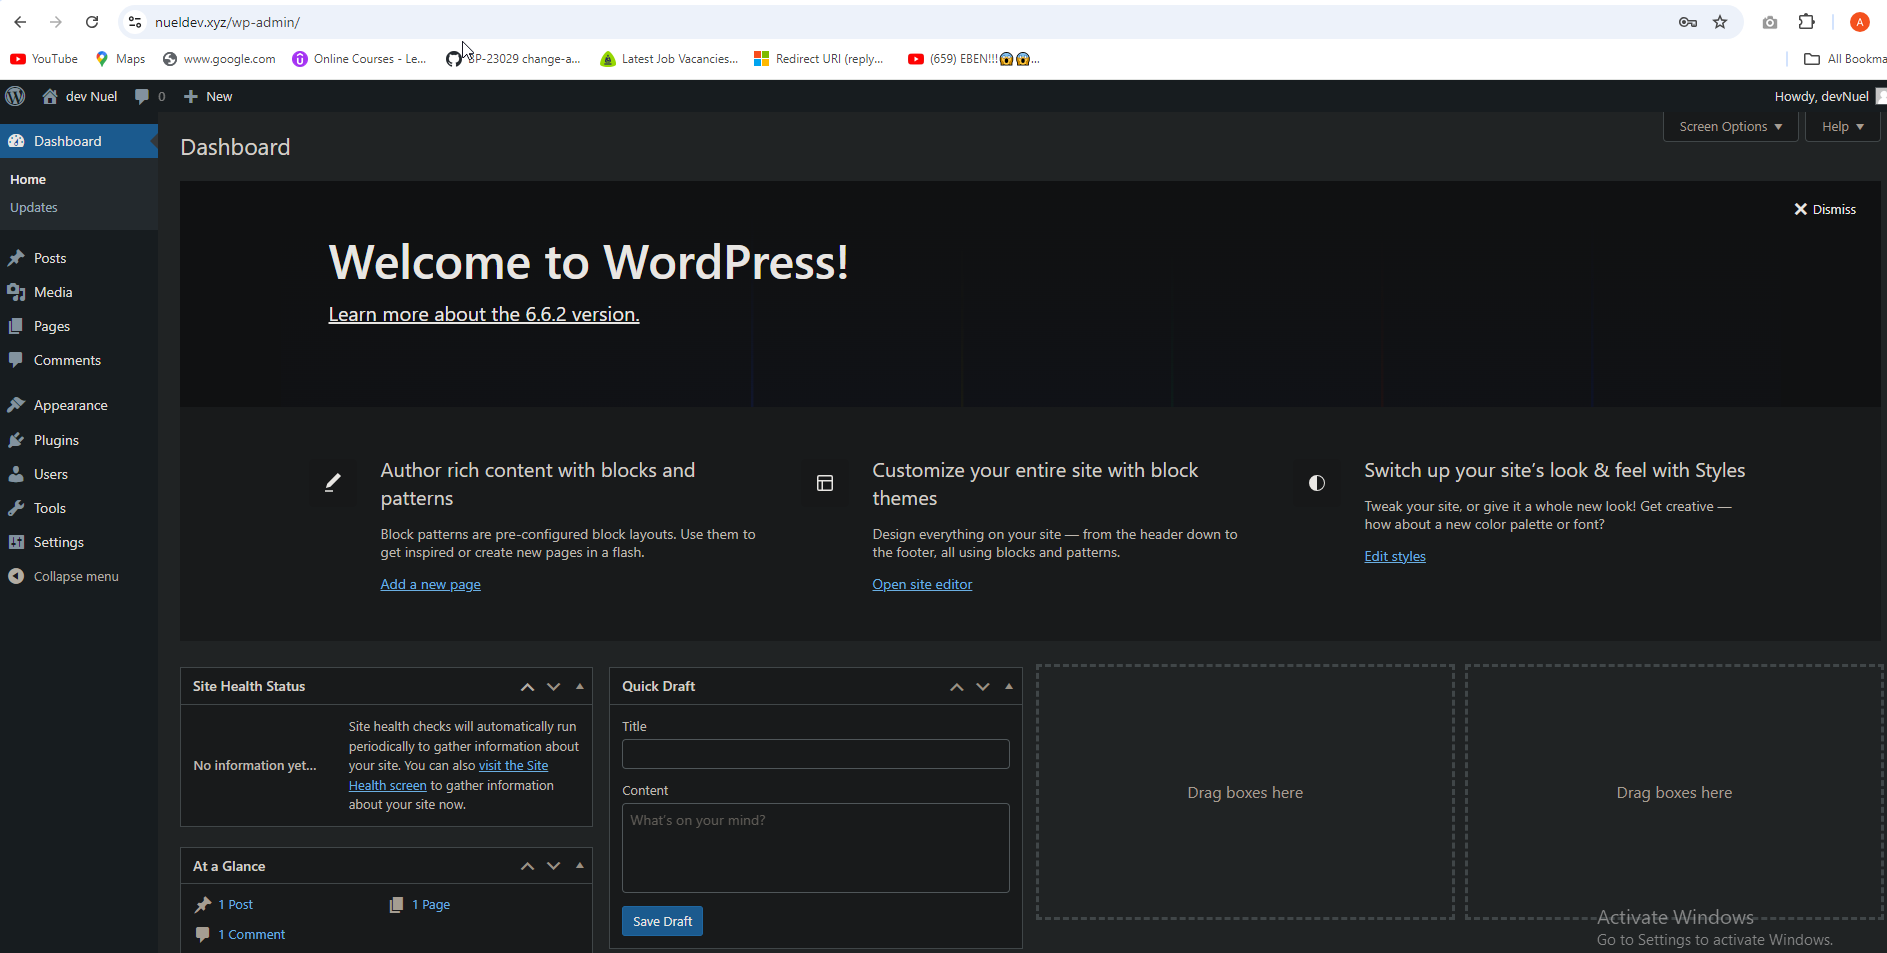 nueldev.xyz/wp-admin/
A
YouTube
Maps
www.google.com
Online Courses - Le...
SP-23029 change-a...
Latest Job Vacancies...
Redirect URI (reply...
(659) EBEN!!!😱😱...
All Bookma
dev Nuel
0
New
Howdy, devNuel
Dashboard
Home
Updates
Posts
Media
Pages
Comments
Appearance
Plugins
Users
Tools
Settings
Collapse menu
Dashboard
Screen Options
Help
Dismiss
Welcome to WordPress!
Learn more about the 6.6.2 version.
Author rich content with blocks and
patterns
Block patterns are pre-configured block layouts. Use them to
get inspired or create new pages in a flash.
Add a new page
Customize your entire site with block
themes
Design everything on your site — from the header down to
the footer, all using blocks and patterns.
Open site editor
Switch up your site's look & feel with Styles
Tweak your site, or give it a whole new look! Get creative —
how about a new color palette or font?
Edit styles
Site Health Status
No information yet...
Site health checks will automatically run
periodically to gather information about
your site. You can also visit the Site
Health screen to gather information
about your site now.
At a Glance
1 Post
1 Page
1 Comment
Quick Draft
Title
Content
What's on your mind?
Save Draft
Drag boxes here
Drag boxes here
Activate Windows
Go to Settings to activate Windows.